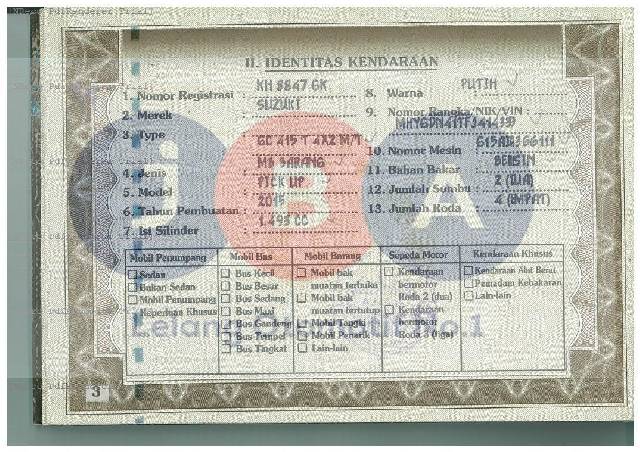 II. IDENTITAS KENDARAAN
1. Nomor Registrasi : KH 8847 GK
2. Merek : SUZUKI
3. Type : GC 415 T 4X2 M/T
4. Jenis : MB BARANG
5. Model : PICK UP
6. Tahun Pembuatan : 2015
7. Isi Silinder : 1.493 CC
8. Warna : PUTIH
9. Nomor Rangka/NIK/VIN :
10. Nomor Mesin :
11. Bahan Bakar : BENSIN
12. Jumlah Sumbu : 2 (DUA)
13. Jumlah Roda : 4 (EMPAT)
iBA
Lelang Otomotif No.1
Mobil Penumpang
Sedan
Bukan Sedan
Mobil Penumpang
Keperluan Khusus
Mobil Bus
Bus Kecil
Bus Besar
Bus Sedang
Bus Maxi
Bus Gandeng
Bus Tempel
Bus Tingkat
Mobil Barang
Mobil bak
muatan terbuka
Mobil bak
muatan tertutup
Mobil Tangki
Mobil Penarik
Lain-lain
Sepeda Motor
Kendaraan
bermotor
Roda 2 (dua)
Kendaraan
bermotor
Roda 3 (tiga)
Kendaraan Khusus
Kendaraan Alat Berat
Pemadam Kebakaran
Lain-lain
3